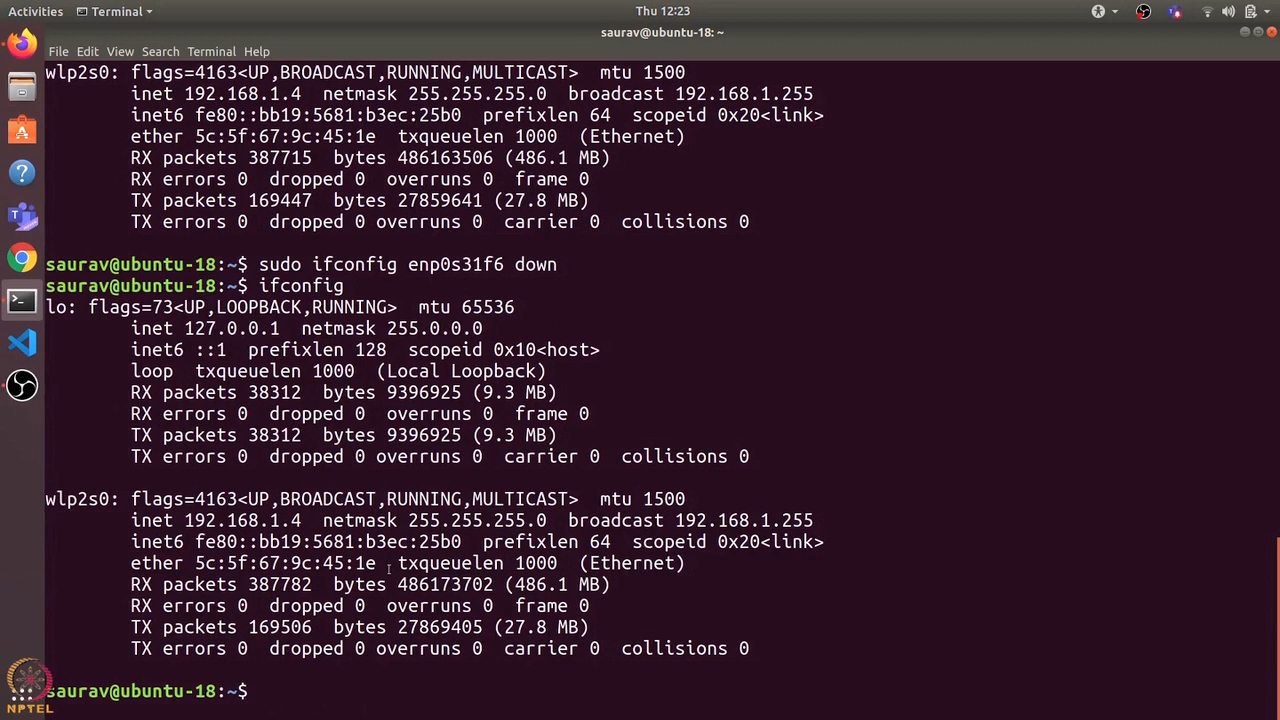 Activities Terminal Thu 12:23
saurav@ubuntu-18: ~
File Edit View Search Terminal Help
wlp2s0: flags=4163<UP,BROADCAST,RUNNING,MULTICAST>  mtu 1500
        inet 192.168.1.4  netmask 255.255.255.0  broadcast 192.168.1.255
        inet6 fe80::bb19:5681:b3ec:25b0  prefixlen 64  scopeid 0x20<link>
        ether 5c:5f:67:9c:45:1e  txqueuelen 1000  (Ethernet)
        RX packets 387715  bytes 486163506 (486.1 MB)
        RX errors 0  dropped 0  overruns 0  frame 0
        TX packets 169447  bytes 27859641 (27.8 MB)
        TX errors 0  dropped 0 overruns 0  carrier 0  collisions 0
saurav@ubuntu-18:~$ sudo ifconfig enp0s31f6 down
saurav@ubuntu-18:~$ ifconfig
lo: flags=73<UP,LOOPBACK,RUNNING>  mtu 65536
        inet 127.0.0.1  netmask 255.0.0.0
        inet6 ::1  prefixlen 128  scopeid 0x10<host>
        loop  txqueuelen 1000  (Local Loopback)
        RX packets 38312  bytes 9396925 (9.3 MB)
        RX errors 0  dropped 0  overruns 0  frame 0
        TX packets 38312  bytes 9396925 (9.3 MB)
        TX errors 0  dropped 0 overruns 0  carrier 0  collisions 0
wlp2s0: flags=4163<UP,BROADCAST,RUNNING,MULTICAST>  mtu 1500
        inet 192.168.1.4  netmask 255.255.255.0  broadcast 192.168.1.255
        inet6 fe80::bb19:5681:b3ec:25b0  prefixlen 64  scopeid 0x20<link>
        ether 5c:5f:67:9c:45:1e  txqueuelen 1000  (Ethernet)
        RX packets 387782  bytes 486173702 (486.1 MB)
        RX errors 0  dropped 0  overruns 0  frame 0
        TX packets 169506  bytes 27869405 (27.8 MB)
        TX errors 0  dropped 0 overruns 0  carrier 0  collisions 0
saurav@ubuntu-18:~$
NPTEL